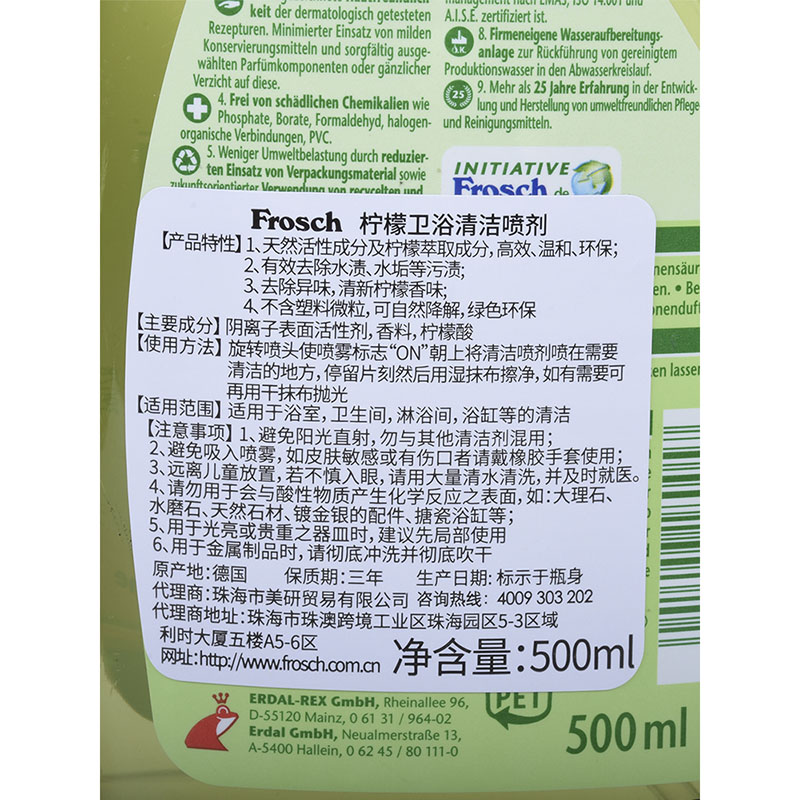 keit der dermatologisch getesteten
Rezepturen. Minimierter Einsatz von milden
Konservierungsmitteln und sorgfältig ausge-
wählten Parfümkomponenten oder gänzlicher
Verzicht auf diese.
4. Frei von schädlichen Chemikalien wie
Phosphate, Borate, Formaldehyd, halogen-
organische Verbindungen, PVC.
5. Weniger Umweltbelastung durch reduzier-
ten Einsatz von Verpackungsmaterial sowie
zukunftsorientierter Verwendung von recycelten und
management nach EMAS, ISO 14.001 und
A.I.S.E. zertifiziert ist.
8. Firmeneigene Wasseraufbereitungs-
anlage zur Rückführung von gereinigtem
Produktionswasser in den Abwasserkreislauf.
25
9. Mehr als 25 Jahre Erfahrung in der Entwick-
lung und Herstellung von umweltfreundlichen Pflege-
und Reinigungsmitteln.
INITIATIVE
Frosch.de
Frosch 柠檬卫浴清洁喷剂
【产品特性】1、天然活性成分及柠檬萃取成分,高效、温和、环保;
2、有效去除水渍、水垢等污渍;
3、去除异味,清新柠檬香味;
4、不含塑料微粒,可自然降解,绿色环保
【主要成分】阴离子表面活性剂,香料,柠檬酸
【使用方法】旋转喷头使喷雾标志“ON”朝上将清洁喷剂喷在需要
清洁的地方,停留片刻然后用湿抹布擦净,如有需要可
再用干抹布抛光
【适用范围】适用于浴室,卫生间,淋浴间,浴缸等的清洁
【注意事项】1、避免阳光直射,勿与其他清洁剂混用;
2、避免吸入喷雾,如皮肤敏感或有伤口者请戴橡胶手套使用;
3、远离儿童放置,若不慎入眼,请用大量清水清洗,并及时就医。
4、请勿用于会与酸性物质产生化学反应之表面,如:大理石、
水磨石、天然石材、镀金银的配件、搪瓷浴缸等;
5、用于光亮或贵重之器皿时,建议先局部使用
6、用于金属制品时,请彻底冲洗并彻底吹干
原产地:德国 保质期:三年 生产日期:标示于瓶身
代理商:珠海市美研贸易有限公司 咨询热线:4009 303 202
代理商地址:珠海市珠澳跨境工业区珠海园区5-3区域
利时大厦五楼A5-6区
网址:http://www.frosch.com.cn 净含量:500ml
ERDAL-REX GmbH, Rheinallee 96,
D-55120 Mainz, 0 61 31 / 964-02
Erdal GmbH, Neualmerstraße 13,
A-5400 Hallein, 0 62 45 / 80 111-0
PET
500 ml